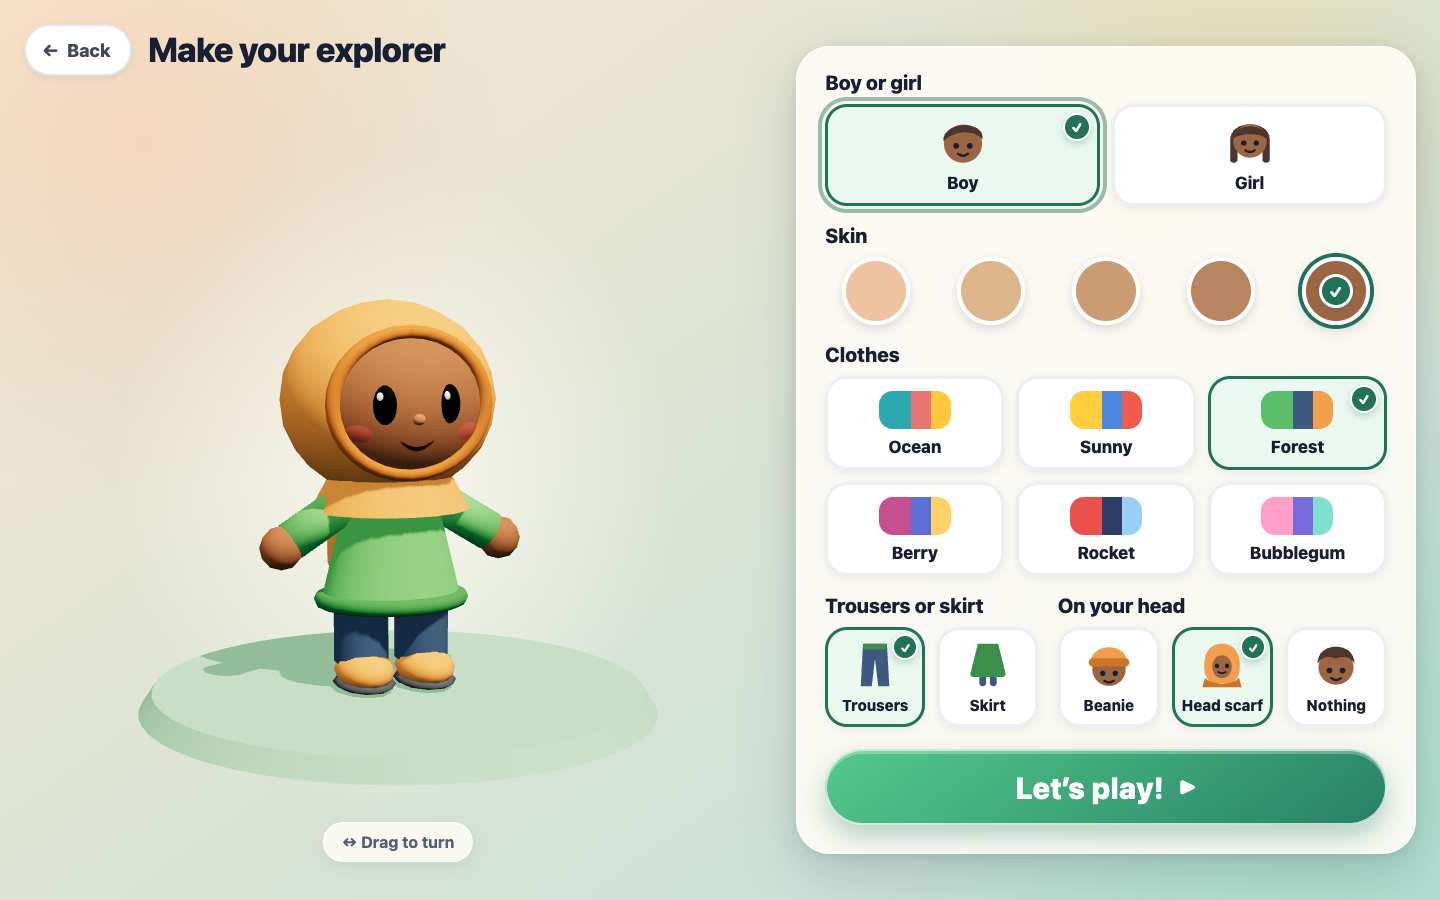 Back
Make your explorer
Boy or girl
Boy
Girl
Skin
Clothes
Ocean
Sunny
Forest
Berry
Rocket
Bubblegum
Trousers or skirt
On your head
Trousers
Skirt
Beanie
Head scarf
Nothing
Let's play!
Drag to turn